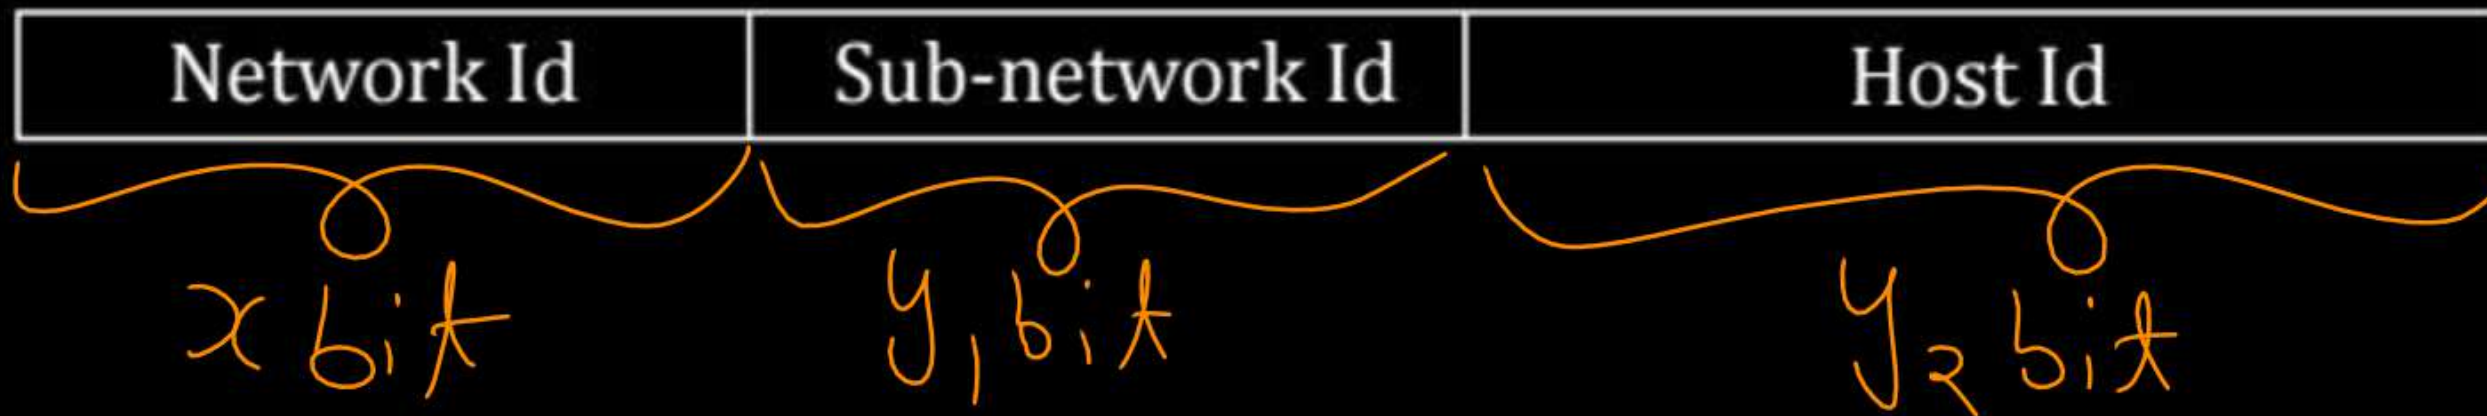 Network Id Sub-network Id Host Id
x bit y₁ bit y₂ bit